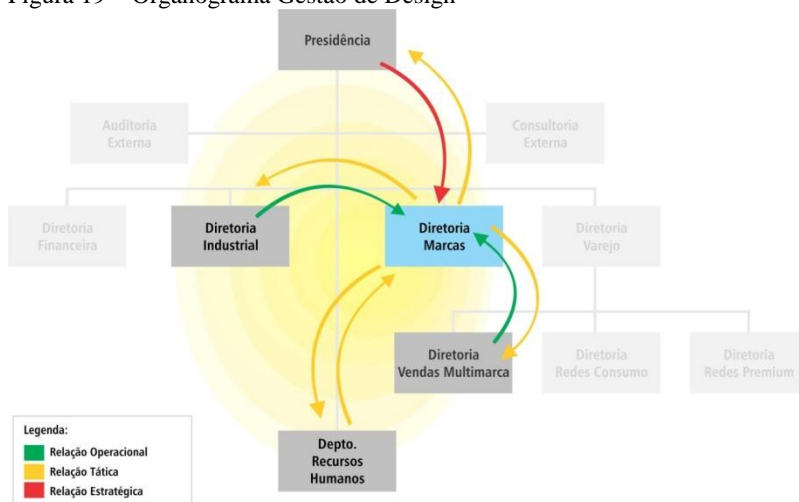 Figura 19 – Organograma Gestão de Design
Presidência
Auditoria
Externa
Consultoria
Externa
Diretoria
Financeira
Diretoria
Industrial
Diretoria
Marcas
Diretoria
Varejo
Diretoria
Vendas Multimarca
Diretoria
Redes Consumo
Diretoria
Redes Premium
Depto.
Recursos
Humanos
Legenda:
Relação Operacional
Relação Tática
Relação Estratégica